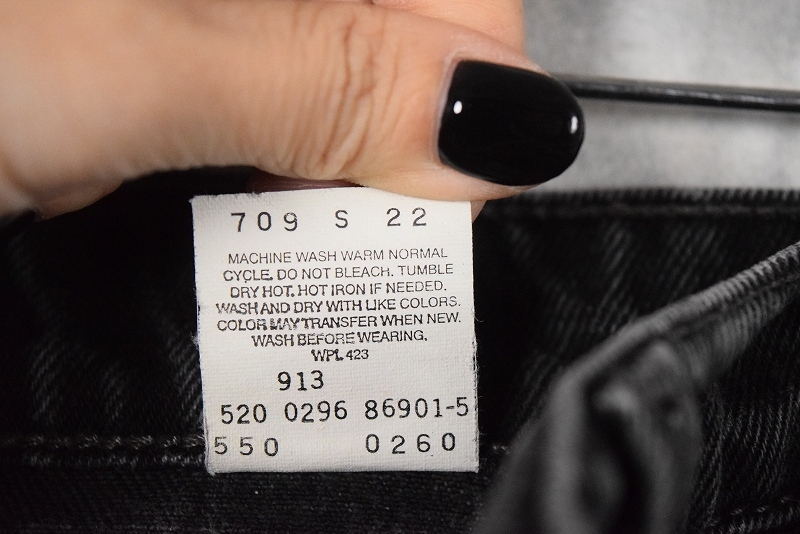 709 S 22
MACHINE WASH WARM NORMAL
CYCLE. DO NOT BLEACH. TUMBLE
DRY HOT. HOT IRON IF NEEDED.
WASH AND DRY WITH LIKE COLORS.
COLOR MAY TRANSFER WHEN NEW.
WASH BEFORE WEARING.
WPL 423
913
520 0296 86901-5
550 0260